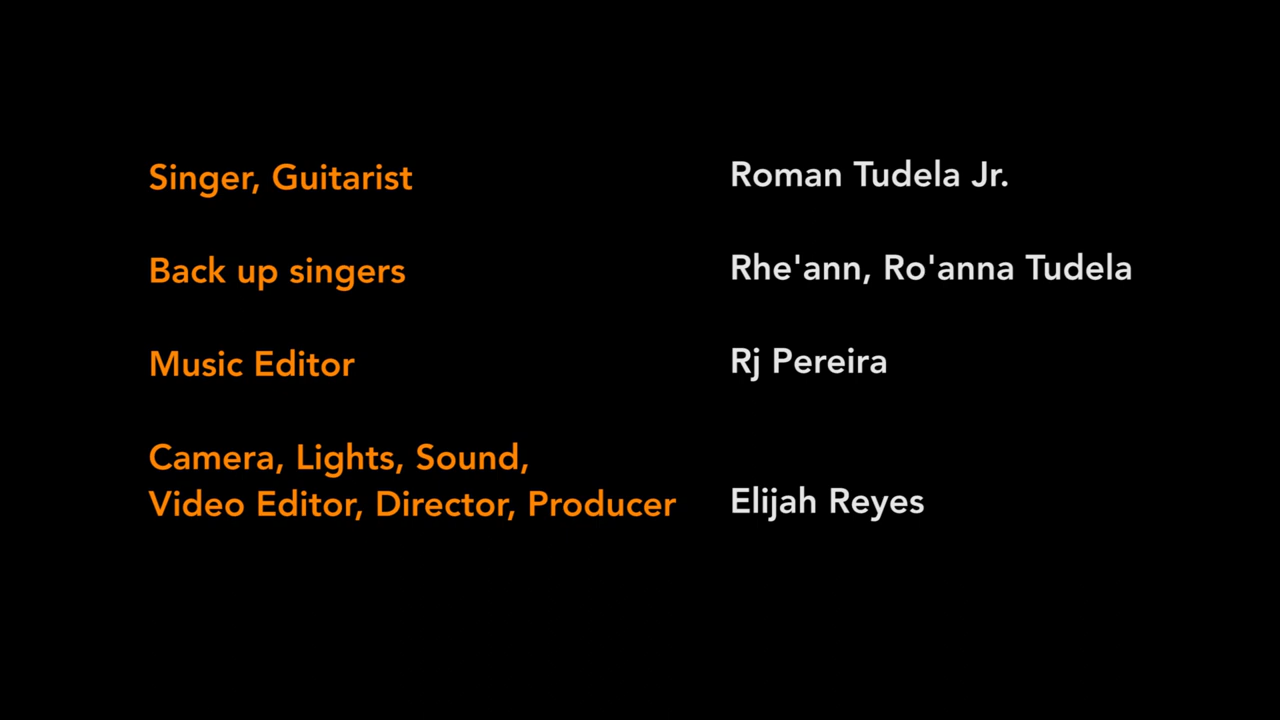 Singer, Guitarist Roman Tudela Jr.
Back up singers Rhe'ann, Ro'anna Tudela
Music Editor Rj Pereira
Camera, Lights, Sound,
Video Editor, Director, Producer Elijah Reyes